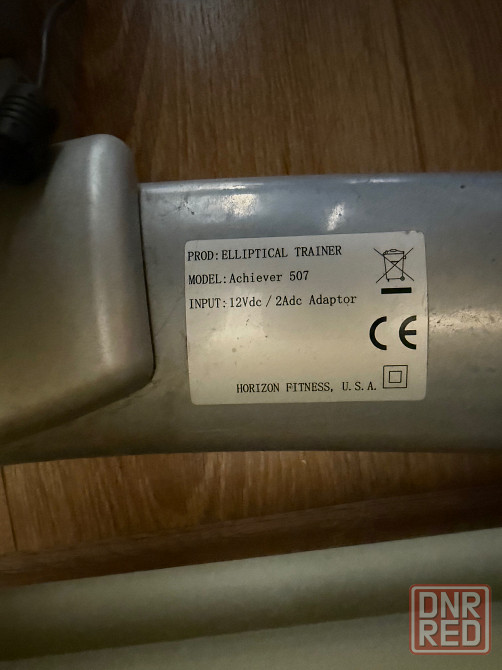 PROD:ELLIPTICAL TRAINER
MODEL:Achiever 507
INPUT:12Vdc/2Adc Adaptor
CE
HORIZON FITNESS, U.S.A.
DNR
RED